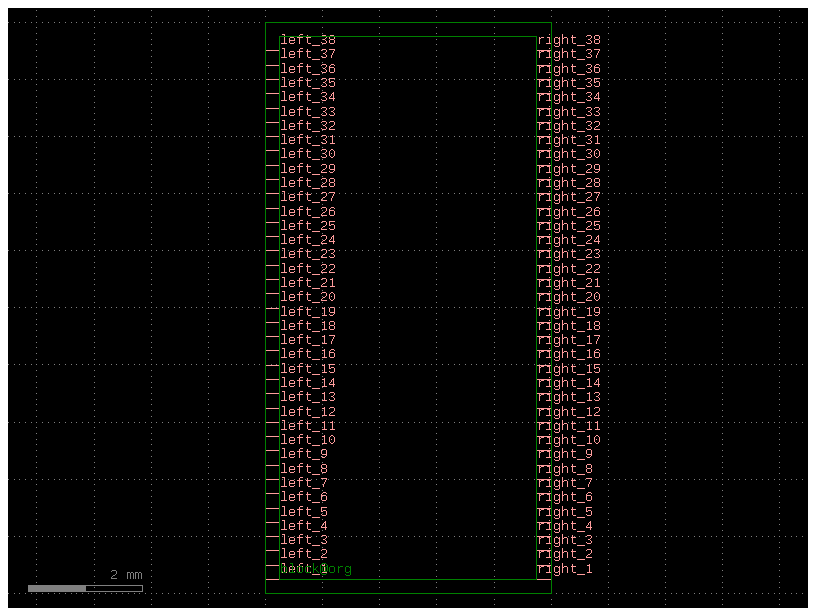 left_38 right_38
left_37 right_37
left_36 right_36
left_35 right_35
left_34 right_34
left_33 right_33
left_32 right_32
left_31 right_31
left_30 right_30
left_29 right_29
left_28 right_28
left_27 right_27
left_26 right_26
left_25 right_25
left_24 right_24
left_23 right_23
left_22 right_22
left_21 right_21
left_20 right_20
left_19 right_19
left_18 right_18
left_17 right_17
left_16 right_16
left_15 right_15
left_14 right_14
left_13 right_13
left_12 right_12
left_11 right_11
left_10 right_10
left_9 right_9
left_8 right_8
left_7 right_7
left_6 right_6
left_5 right_5
left_4 right_4
left_3 right_3
left_2 right_2
left_1 right_1
2 mm